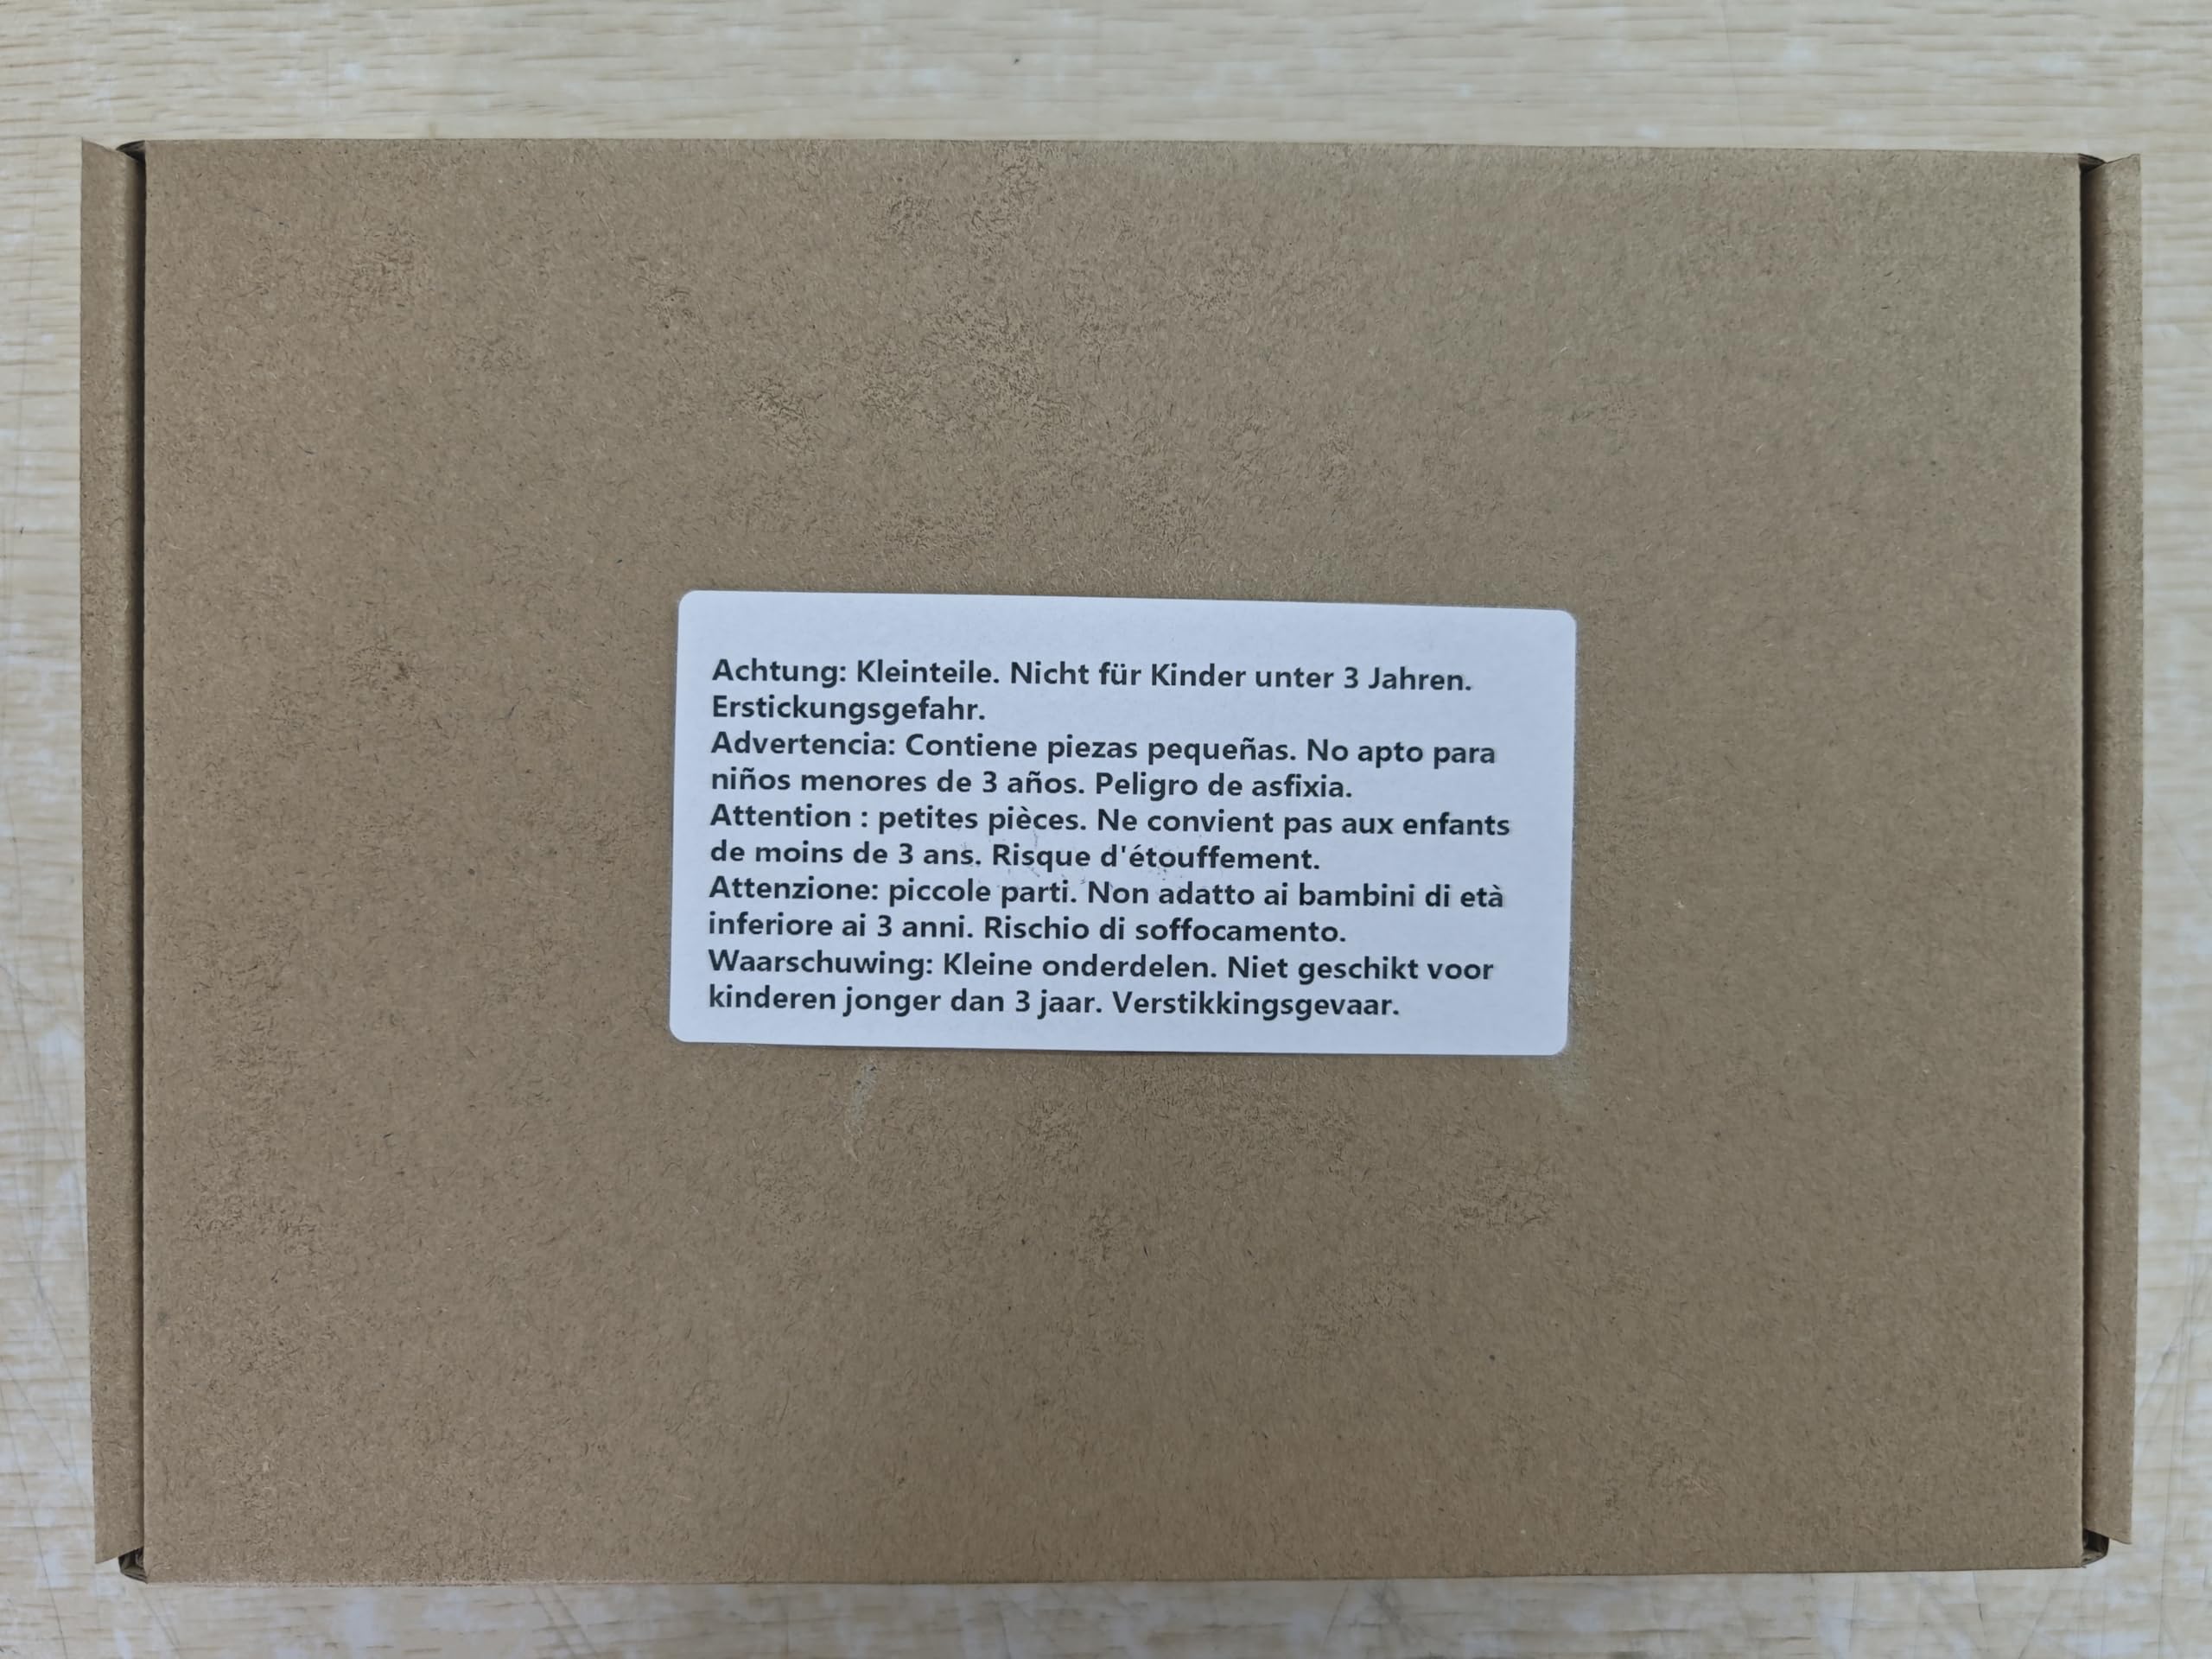 Achtung: Kleinteile. Nicht für Kinder unter 3 Jahren.
Erstickungsgefahr.
Advertencia: Contiene piezas pequeñas. No apto para
niños menores de 3 años. Peligro de asfixia.
Attention : petites pièces. Ne convient pas aux enfants
de moins de 3 ans. Risque d'étouffement.
Attenzione: piccole parti. Non adatto ai bambini di età
inferiore ai 3 anni. Rischio di soffocamento.
Waarschuwing: Kleine onderdelen. Niet geschikt voor
kinderen jonger dan 3 jaar. Verstikkingsgevaar.